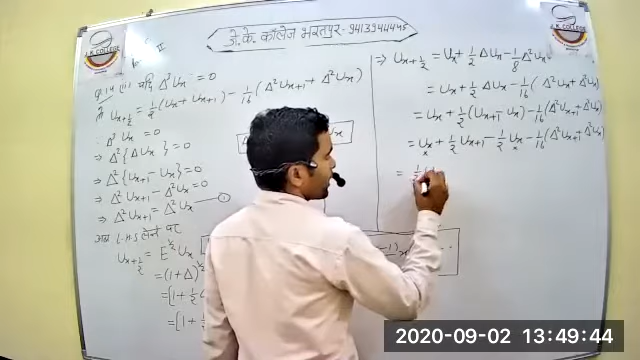 J K COLLEGE
जे.के. कॉलेज भरतपुर-9413944445
J.K COLLEGE
यदि Δ³Ux = 0
Ux+½ = ½(Ux + Ux+1) - 1/16(Δ²Ux+1 + Δ²Ux)
∵ Δ³Ux = 0
⇒ Δ²{ΔUx} = 0
⇒ Δ²{Ux+1 - Ux} = 0
⇒ Δ²Ux+1 - Δ²Ux = 0
⇒ Δ²Ux+1 = Δ²Ux — ①
अब L.H.S लेने पर
Ux+½ = E^½ Ux
= (1+Δ)^½
= [1 + ½
= [1 +
⇒ Ux+½ = Ux + ½ ΔUx - 1/8 Δ²Ux
= Ux + ½ ΔUx - 1/16 (Δ²Ux + Δ²Ux)
= Ux + ½(Ux+1 - Ux) - 1/16(Δ²Ux+1 + Δ²Ux)
= Ux + ½ Ux+1 - ½ Ux - 1/16(Δ²Ux+1 + Δ²Ux)
= ½
2020-09-02 13:49:44